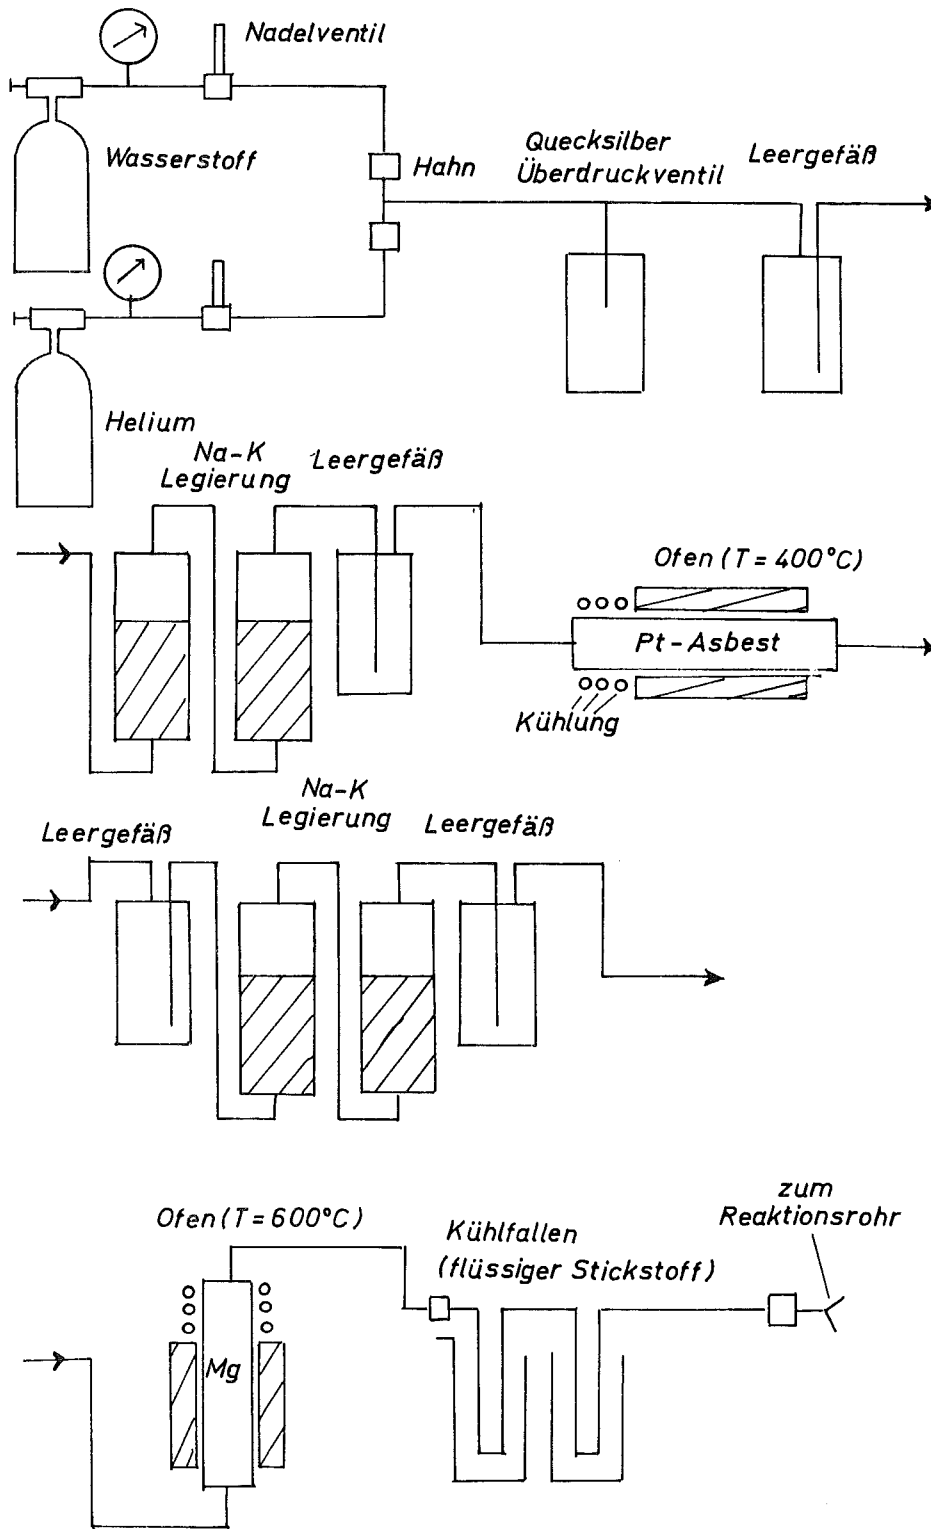 Nadelventil
Wasserstoff
Hahn
Quecksilber
Überdruckventil
Leergefäß
Helium
Na-K
Legierung
Leergefäß
Ofen (T = 400°C)
Pt-Asbest
Kühlung
Leergefäß
Na-K
Legierung
Leergefäß
Ofen (T = 600°C)
Mg
Kühlfallen
(flüssiger Stickstoff)
zum
Reaktionsrohr